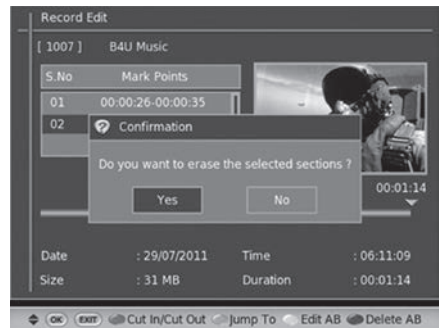 Record Edit
[ 1007 ] B4U Music
S.No Mark Points
01 00:00:26-00:00:35
02
Confirmation
Do you want to erase the selected sections ?
Yes No
00:01:14
Date : 29/07/2011 Time : 06:11:09
Size : 31 MB Duration : 00:01:14
OK EXIT Cut In/Cut Out Jump To Edit AB Delete AB